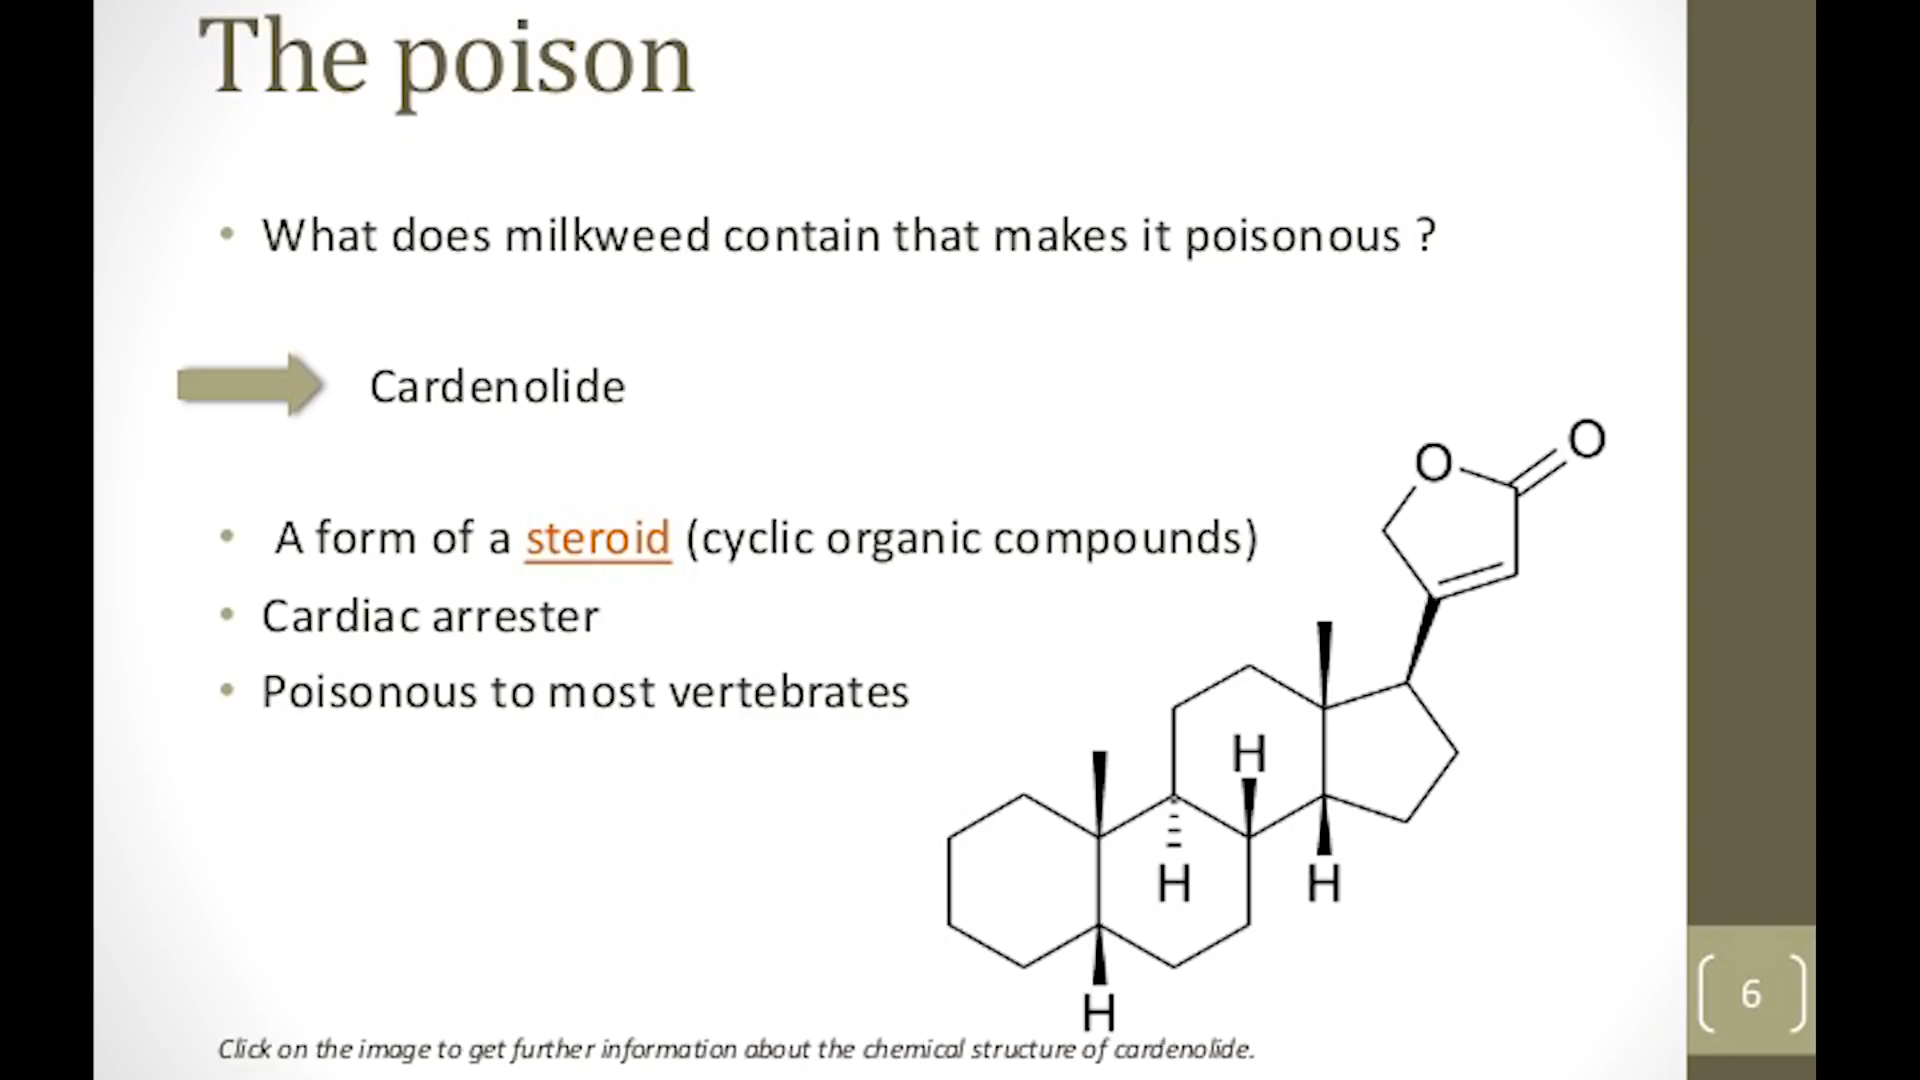 The poison
• What does milkweed contain that makes it poisonous ?
Cardenolide
• A form of a steroid (cyclic organic compounds)
• Cardiac arrester
• Poisonous to most vertebrates
O
O
H
H
H
H
Click on the image to get further information about the chemical structure of cardenolide.
6